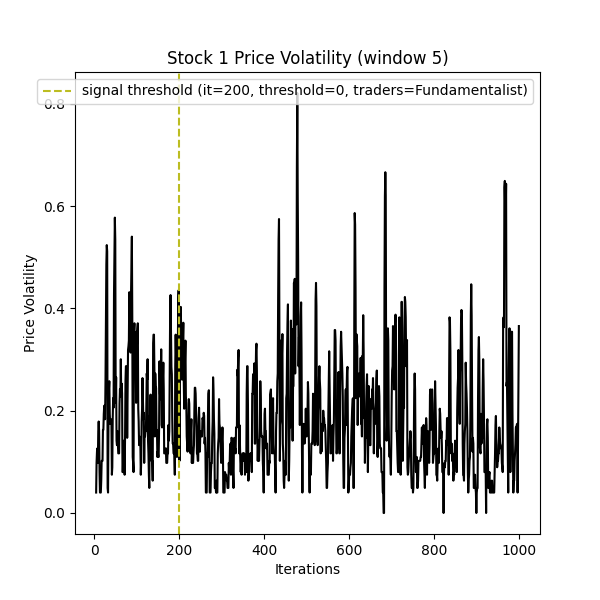 Stock 1 Price Volatility (window 5)
signal threshold (it=200, threshold=0, traders=Fundamentalist)
0.8
0.6
0.4
0.2
0.0
Price Volatility
0 200 400 600 800 1000
Iterations